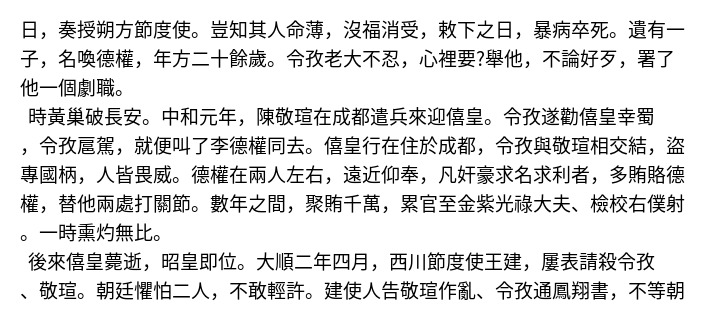 日，奏授朔方節度使。豈知其人命薄，沒福消受，敕下之日，暴病卒死。遺有一
子，名喚德權，年方二十餘歲。令孜老大不忍，心裡要?舉他，不論好歹，署了
他一個劇職。
時黃巢破長安。中和元年，陳敬瑄在成都遣兵來迎僖皇。令孜遂勸僖皇幸蜀
，令孜扈駕，就便叫了李德權同去。僖皇行在住於成都，令孜與敬瑄相交結，盜
專國柄，人皆畏威。德權在兩人左右，遠近仰奉，凡奸豪求名求利者，多賄賂德
權，替他兩處打關節。數年之間，聚賄千萬，累官至金紫光祿大夫、檢校右僕射
。一時熏灼無比。
後來僖皇薨逝，昭皇即位。大順二年四月，西川節度使王建，屢表請殺令孜
、敬瑄。朝廷懼怕二人，不敢輕許。建使人告敬瑄作亂、令孜通鳳翔書，不等朝